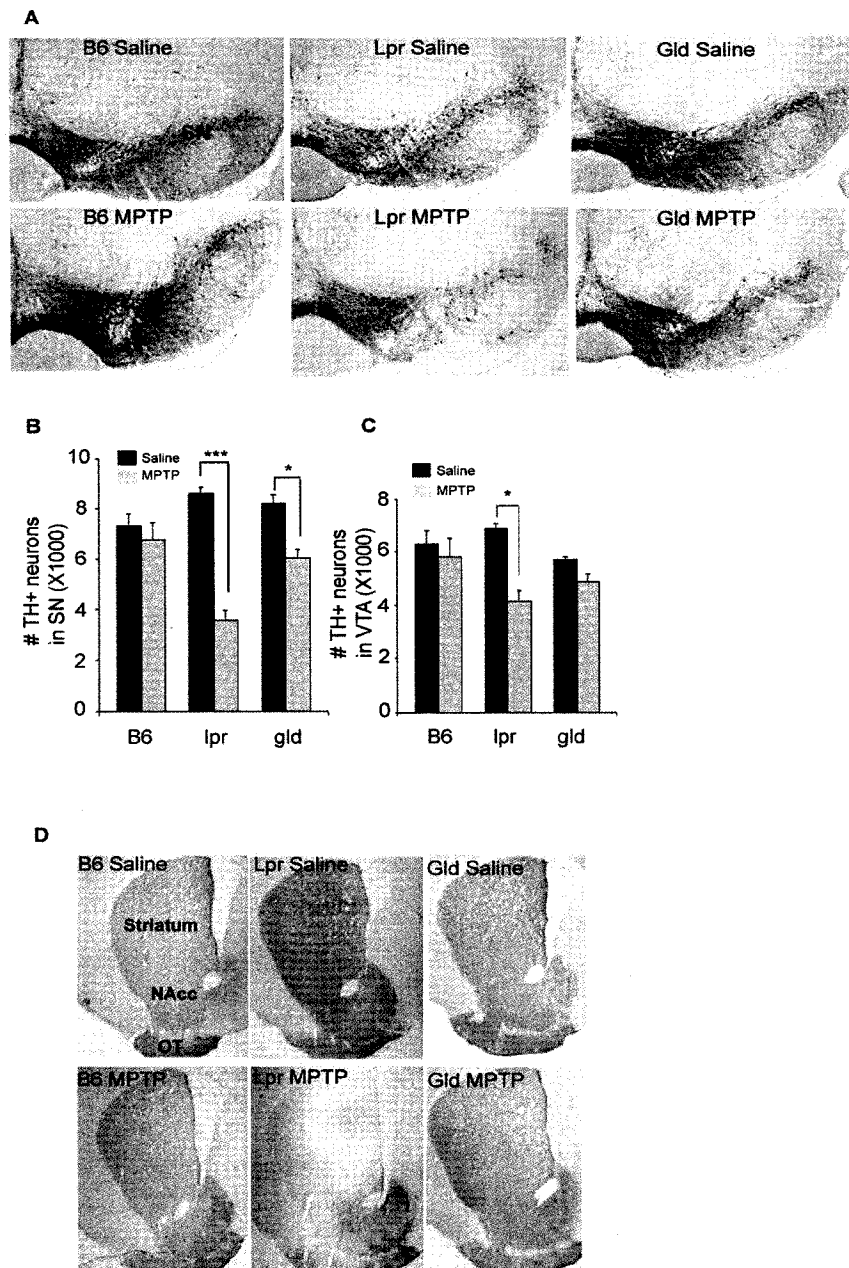 A
B6 Saline
Lpr Saline
Gld Saline
SN
B6 MPTP
Lpr MPTP
Gld MPTP
B
# TH+ neurons
in SN (X1000)
10
8
6
4
2
0
Saline
MPTP
***
*
B6
lpr
gld
C
# TH+ neurons
in VTA (X1000)
8
6
4
2
0
Saline
MPTP
*
B6
lpr
gld
D
B6 Saline
Lpr Saline
Gld Saline
Striatum
NAcc
OT
B6 MPTP
Lpr MPTP
Gld MPTP